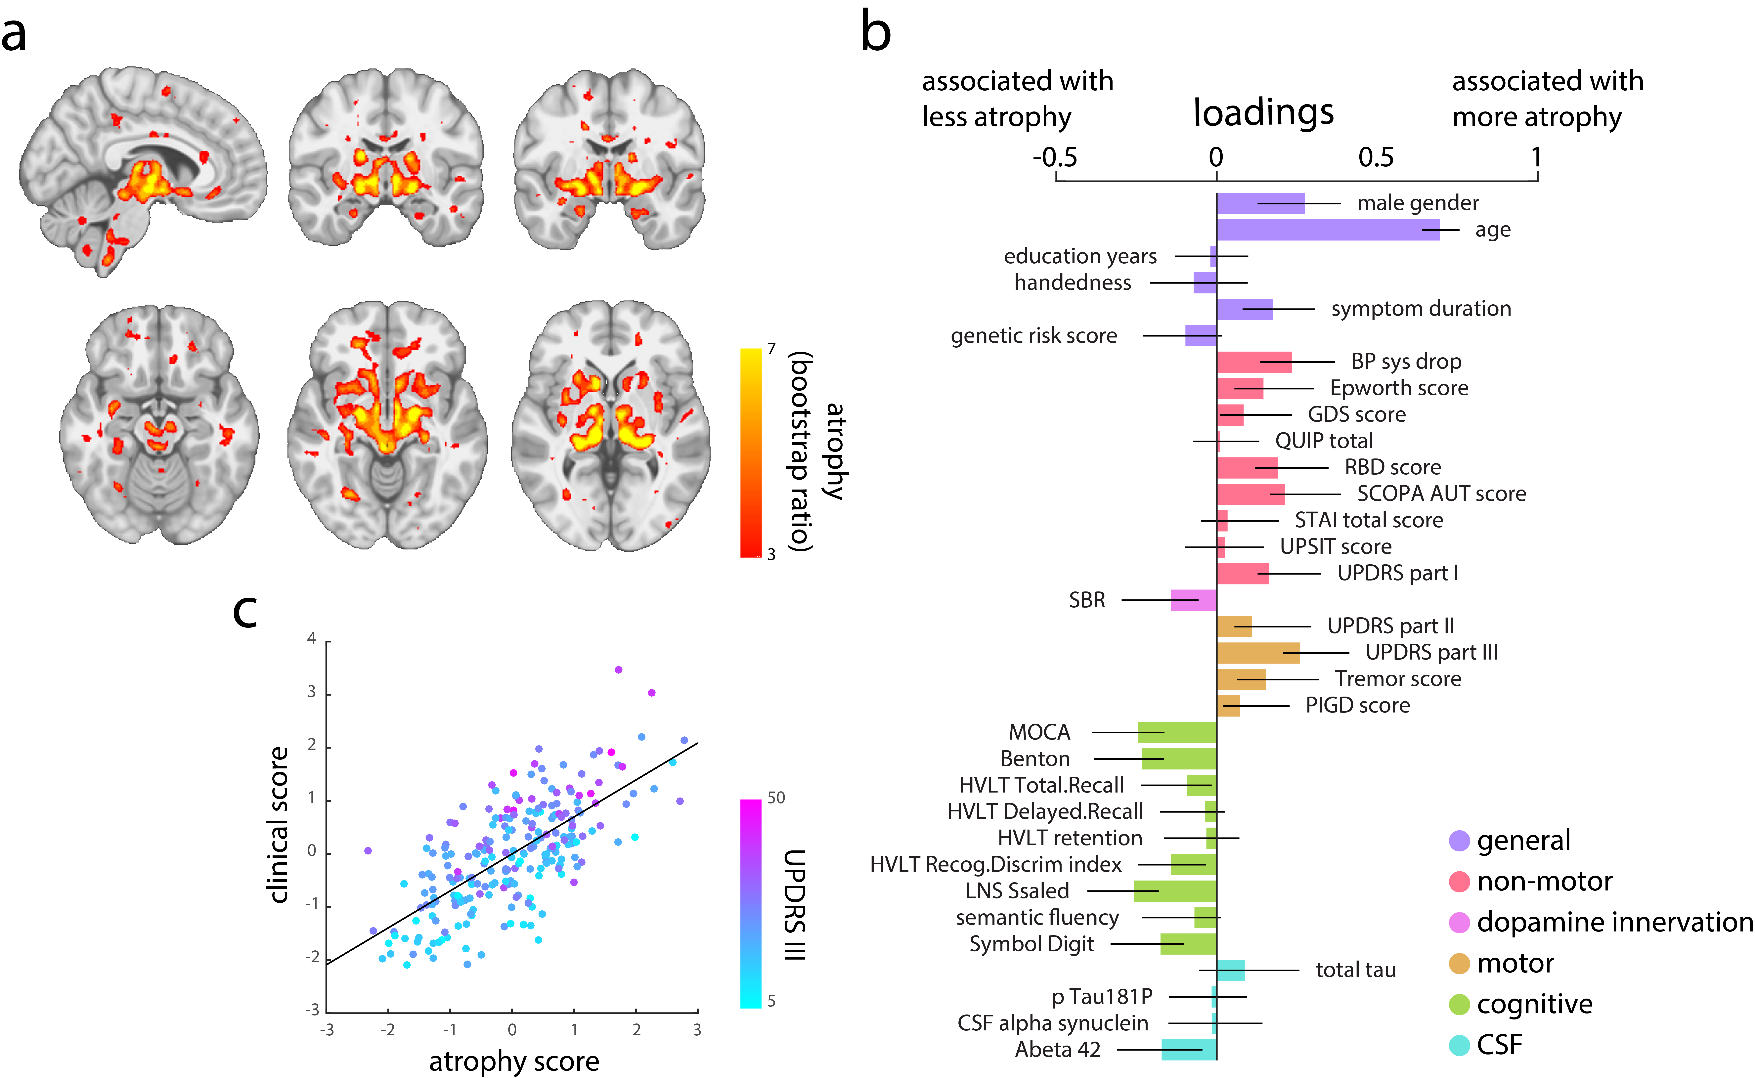 a
7
3
atrophy
(bootstrap ratio)
b
associated with
less atrophy
loadings
associated with
more atrophy
-0.5
0
0.5
1
male gender
age
education years
handedness
symptom duration
genetic risk score
BP sys drop
Epworth score
GDS score
QUIP total
RBD score
SCOPA AUT score
STAI total score
UPSIT score
UPDRS part I
SBR
UPDRS part II
UPDRS part III
Tremor score
PIGD score
MOCA
Benton
HVLT Total.Recall
HVLT Delayed.Recall
HVLT retention
HVLT Recog.Discrim index
LNS Ssaled
semantic fluency
Symbol Digit
total tau
p Tau181P
CSF alpha synuclein
Abeta 42
general
non-motor
dopamine innervation
motor
cognitive
CSF
c
clinical score
4
3
2
1
0
-1
-2
-3
-3
-2
-1
0
1
2
3
atrophy score
50
5
UPDRS III